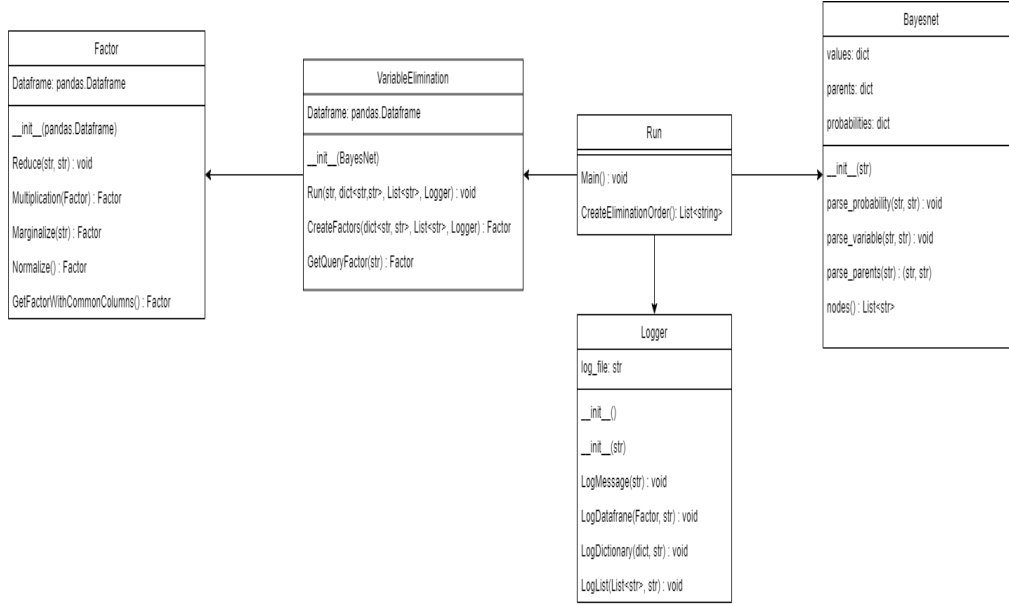 Factor
Dataframe: pandas.Dataframe
__init__(pandas.Dataframe)
Reduce(str, str) : void
Multiplication(Factor) : Factor
Marginalize(str) : Factor
Normalize() : Factor
GetFactorWithCommonColumns() : Factor
VariableElimination
Dataframe: pandas.Dataframe
__init__(BayesNet)
Run(str, dict<str,str>, List<str>, Logger) : void
CreateFactors(dict<str, str>, List<str>, Logger) : Factor
GetQueryFactor(str) : Factor
Run
Main() : void
CreateEliminationOrder(): List<string>
Logger
log_file: str
__init__()
__init__(str)
LogMessage(str) : void
LogDatafrane(Factor, str) : void
LogDictionary(dict, str) : void
LogList(List<str>, str) : void
Bayesnet
values: dict
parents: dict
probabilities: dict
__init__(str)
parse_probability(str, str) : void
parse_variable(str, str) : void
parse_parents(str) : (str, str)
nodes() : List<str>